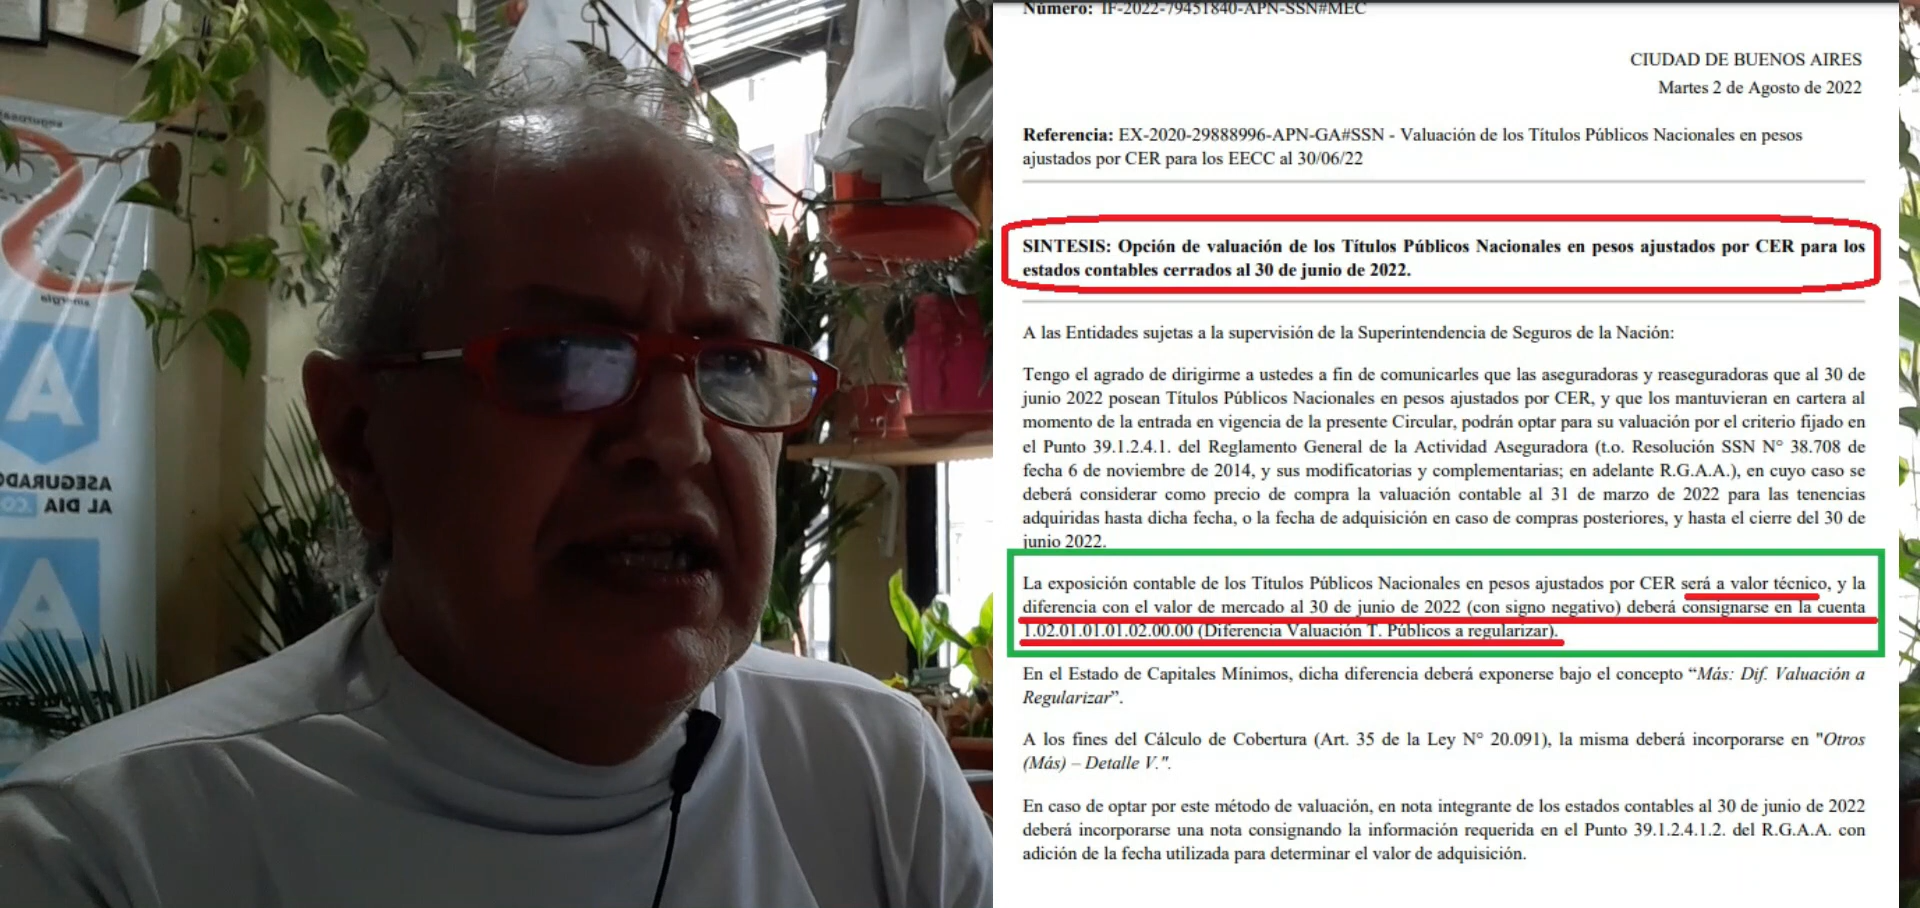 segurosal
sinergia
A
ASEGURADO
AL DIA .CO
A
Número: IF-2022-79451840-APN-SSN#MEC
CIUDAD DE BUENOS AIRES
Martes 2 de Agosto de 2022
Referencia: EX-2020-29888996-APN-GA#SSN - Valuación de los Títulos Públicos Nacionales en pesos
ajustados por CER para los EECC al 30/06/22
SINTESIS: Opción de valuación de los Títulos Públicos Nacionales en pesos ajustados por CER para los
estados contables cerrados al 30 de junio de 2022.
A las Entidades sujetas a la supervisión de la Superintendencia de Seguros de la Nación:
Tengo el agrado de dirigirme a ustedes a fin de comunicarles que las aseguradoras y reaseguradoras que al 30 de
junio 2022 posean Títulos Públicos Nacionales en pesos ajustados por CER, y que los mantuvieran en cartera al
momento de la entrada en vigencia de la presente Circular, podrán optar para su valuación por el criterio fijado en
el Punto 39.1.2.4.1. del Reglamento General de la Actividad Aseguradora (t.o. Resolución SSN N° 38.708 de
fecha 6 de noviembre de 2014, y sus modificatorias y complementarias; en adelante R.G.A.A.), en cuyo caso se
deberá considerar como precio de compra la valuación contable al 31 de marzo de 2022 para las tenencias
adquiridas hasta dicha fecha, o la fecha de adquisición en caso de compras posteriores, y hasta el cierre del 30 de
junio 2022.
La exposición contable de los Títulos Públicos Nacionales en pesos ajustados por CER será a valor técnico, y la
diferencia con el valor de mercado al 30 de junio de 2022 (con signo negativo) deberá consignarse en la cuenta
1.02.01.01.01.02.00.00 (Diferencia Valuación T. Públicos a regularizar).
En el Estado de Capitales Mínimos, dicha diferencia deberá exponerse bajo el concepto “Más: Dif. Valuación a
Regularizar”.
A los fines del Cálculo de Cobertura (Art. 35 de la Ley N° 20.091), la misma deberá incorporarse en "Otros
(Más) – Detalle V.".
En caso de optar por este método de valuación, en nota integrante de los estados contables al 30 de junio de 2022
deberá incorporarse una nota consignando la información requerida en el Punto 39.1.2.4.1.2. del R.G.A.A. con
adición de la fecha utilizada para determinar el valor de adquisición.